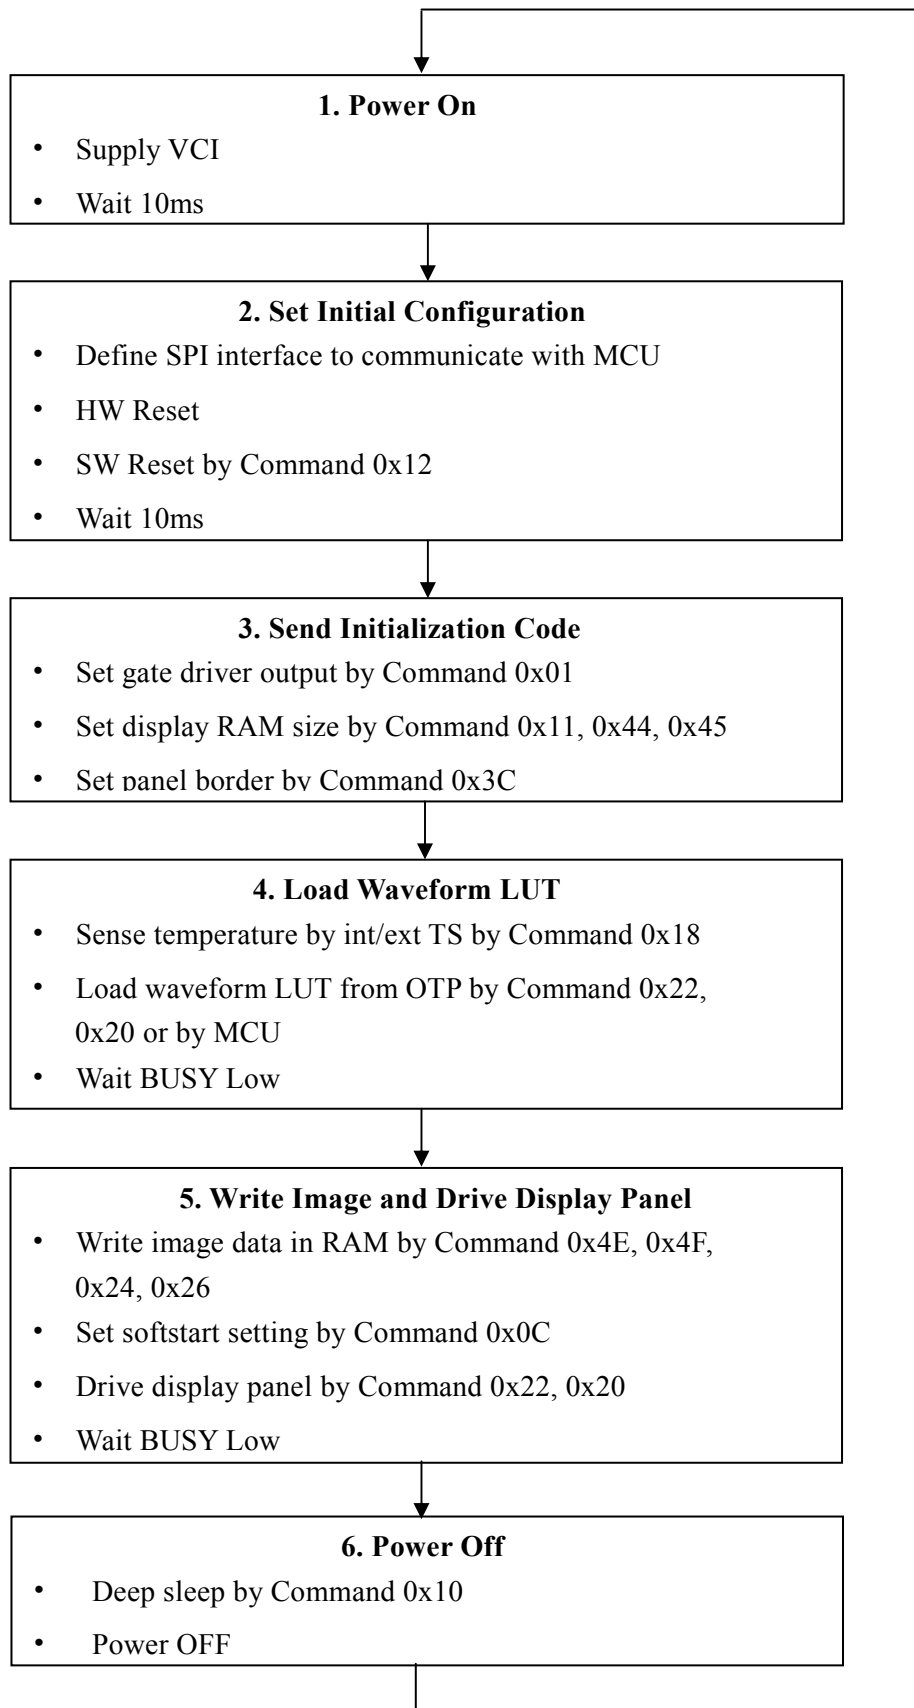 1. Power On
• Supply VCI
• Wait 10ms
2. Set Initial Configuration
• Define SPI interface to communicate with MCU
• HW Reset
• SW Reset by Command 0x12
• Wait 10ms
3. Send Initialization Code
• Set gate driver output by Command 0x01
• Set display RAM size by Command 0x11, 0x44, 0x45
• Set panel border by Command 0x3C
4. Load Waveform LUT
• Sense temperature by int/ext TS by Command 0x18
• Load waveform LUT from OTP by Command 0x22,
0x20 or by MCU
• Wait BUSY Low
5. Write Image and Drive Display Panel
• Write image data in RAM by Command 0x4E, 0x4F,
0x24, 0x26
• Set softstart setting by Command 0x0C
• Drive display panel by Command 0x22, 0x20
• Wait BUSY Low
6. Power Off
• Deep sleep by Command 0x10
• Power OFF